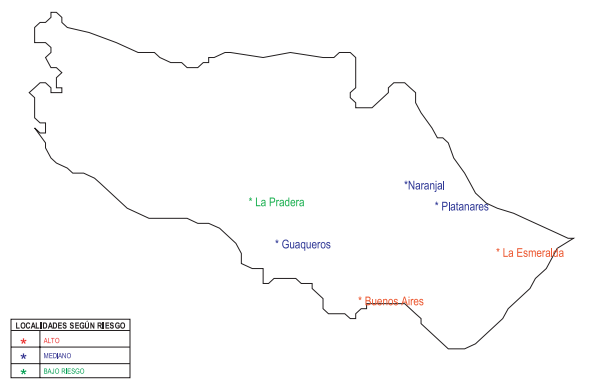 *Naranjal
* La Pradera
* Platanares
* Guaqueros
* La Esmeralda
* Buenos Aires
LOCALIDADES SEGÚN RIESGO
* ALTO
* MEDIANO
* BAJO RIESGO